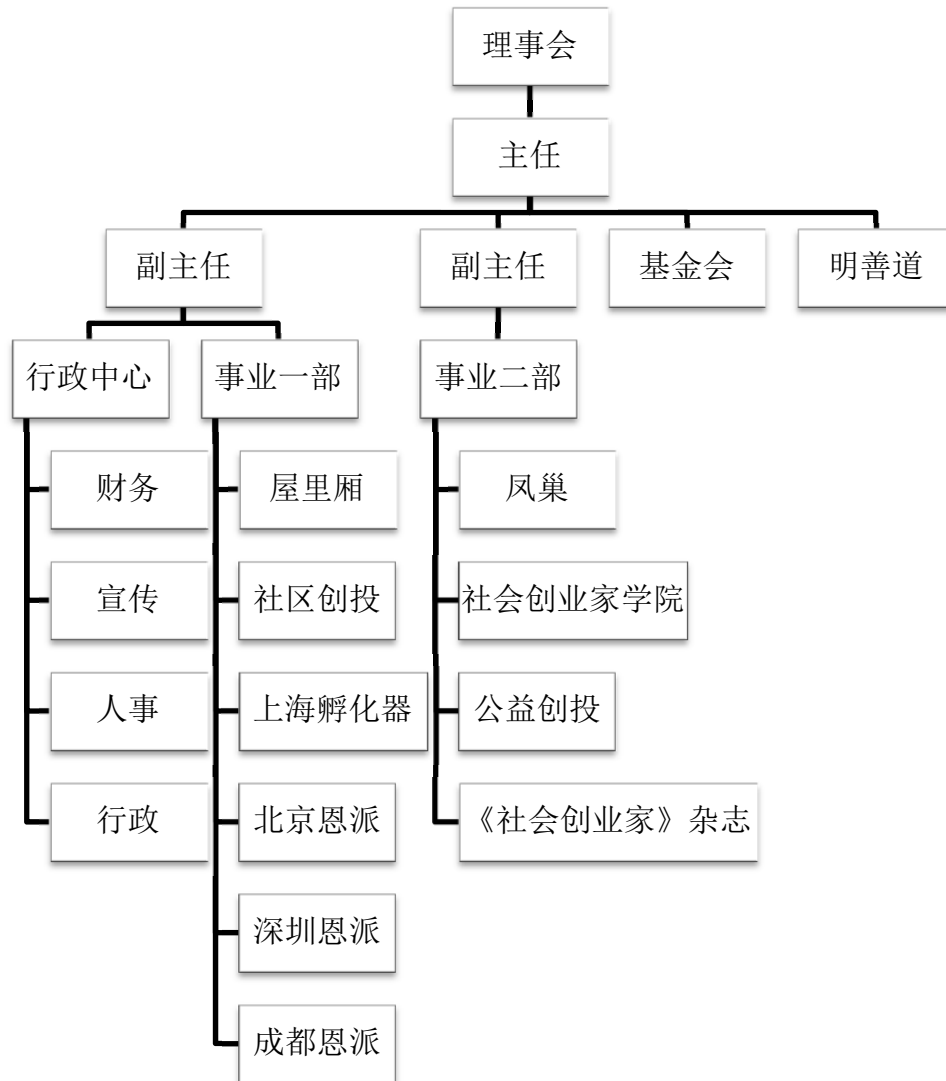 理事会
主任
副主任
副主任
基金会
明善道
行政中心
事业一部
事业二部
财务
屋里厢
凤巢
宣传
社区创投
社会创业家学院
人事
上海孵化器
公益创投
行政
北京恩派
《社会创业家》杂志
深圳恩派
成都恩派